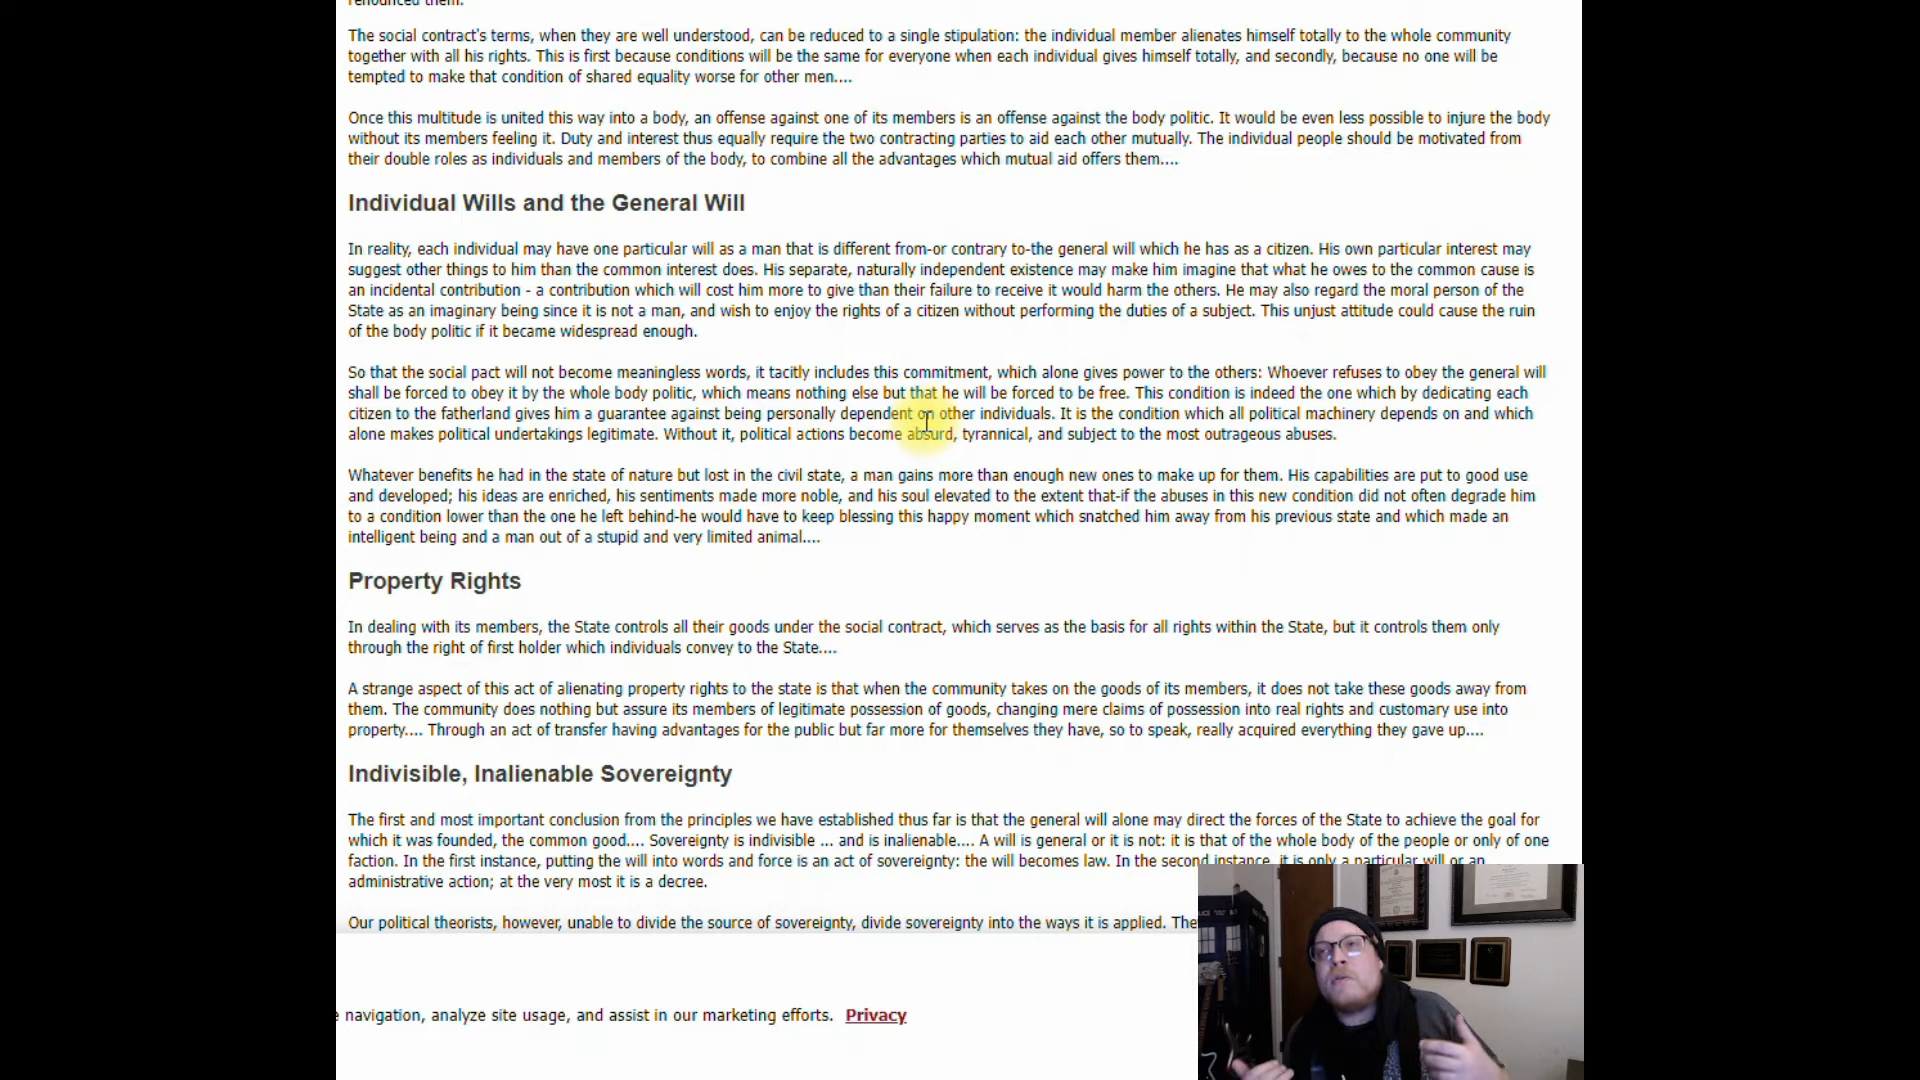 renounced them.
The social contract's terms, when they are well understood, can be reduced to a single stipulation: the individual member alienates himself totally to the whole community
together with all his rights. This is first because conditions will be the same for everyone when each individual gives himself totally, and secondly, because no one will be
tempted to make that condition of shared equality worse for other men....
Once this multitude is united this way into a body, an offense against one of its members is an offense against the body politic. It would be even less possible to injure the body
without its members feeling it. Duty and interest thus equally require the two contracting parties to aid each other mutually. The individual people should be motivated from
their double roles as individuals and members of the body, to combine all the advantages which mutual aid offers them....
Individual Wills and the General Will
In reality, each individual may have one particular will as a man that is different from-or contrary to-the general will which he has as a citizen. His own particular interest may
suggest other things to him than the common interest does. His separate, naturally independent existence may make him imagine that what he owes to the common cause is
an incidental contribution - a contribution which will cost him more to give than their failure to receive it would harm the others. He may also regard the moral person of the
State as an imaginary being since it is not a man, and wish to enjoy the rights of a citizen without performing the duties of a subject. This unjust attitude could cause the ruin
of the body politic if it became widespread enough.
So that the social pact will not become meaningless words, it tacitly includes this commitment, which alone gives power to the others: Whoever refuses to obey the general will
shall be forced to obey it by the whole body politic, which means nothing else but that he will be forced to be free. This condition is indeed the one which by dedicating each
citizen to the fatherland gives him a guarantee against being personally dependent on other individuals. It is the condition which all political machinery depends on and which
alone makes political undertakings legitimate. Without it, political actions become absurd, tyrannical, and subject to the most outrageous abuses.
Whatever benefits he had in the state of nature but lost in the civil state, a man gains more than enough new ones to make up for them. His capabilities are put to good use
and developed; his ideas are enriched, his sentiments made more noble, and his soul elevated to the extent that-if the abuses in this new condition did not often degrade him
to a condition lower than the one he left behind-he would have to keep blessing this happy moment which snatched him away from his previous state and which made an
intelligent being and a man out of a stupid and very limited animal....
Property Rights
In dealing with its members, the State controls all their goods under the social contract, which serves as the basis for all rights within the State, but it controls them only
through the right of first holder which individuals convey to the State....
A strange aspect of this act of alienating property rights to the state is that when the community takes on the goods of its members, it does not take these goods away from
them. The community does nothing but assure its members of legitimate possession of goods, changing mere claims of possession into real rights and customary use into
property.... Through an act of transfer having advantages for the public but far more for themselves they have, so to speak, really acquired everything they gave up....
Indivisible, Inalienable Sovereignty
The first and most important conclusion from the principles we have established thus far is that the general will alone may direct the forces of the State to achieve the goal for
which it was founded, the common good.... Sovereignty is indivisible ... and is inalienable.... A will is general or it is not: it is that of the whole body of the people or only of one
faction. In the first instance, putting the will into words and force is an act of sovereignty: the will becomes law. In the second instance, it is only a particular will or an
administrative action; at the very most it is a decree.
Our political theorists, however, unable to divide the source of sovereignty, divide sovereignty into the ways it is applied. The
navigation, analyze site usage, and assist in our marketing efforts. Privacy